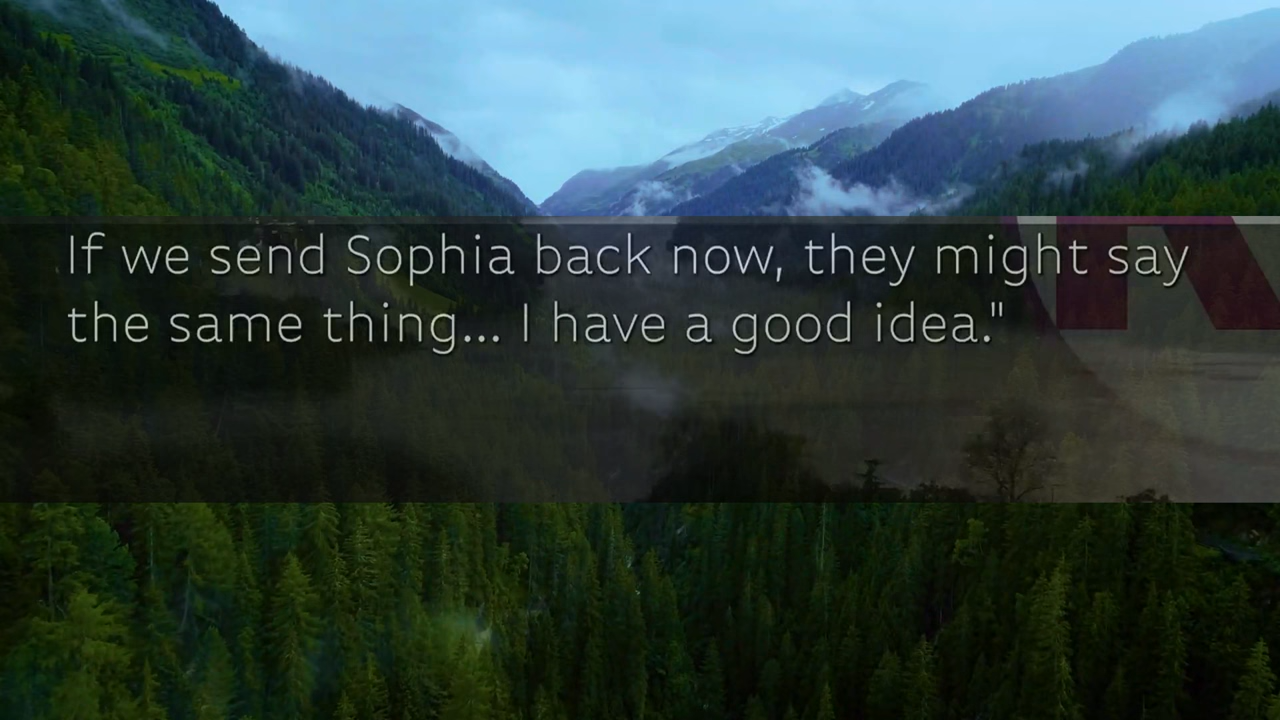 If we send Sophia back now, they might say
the same thing... I have a good idea."